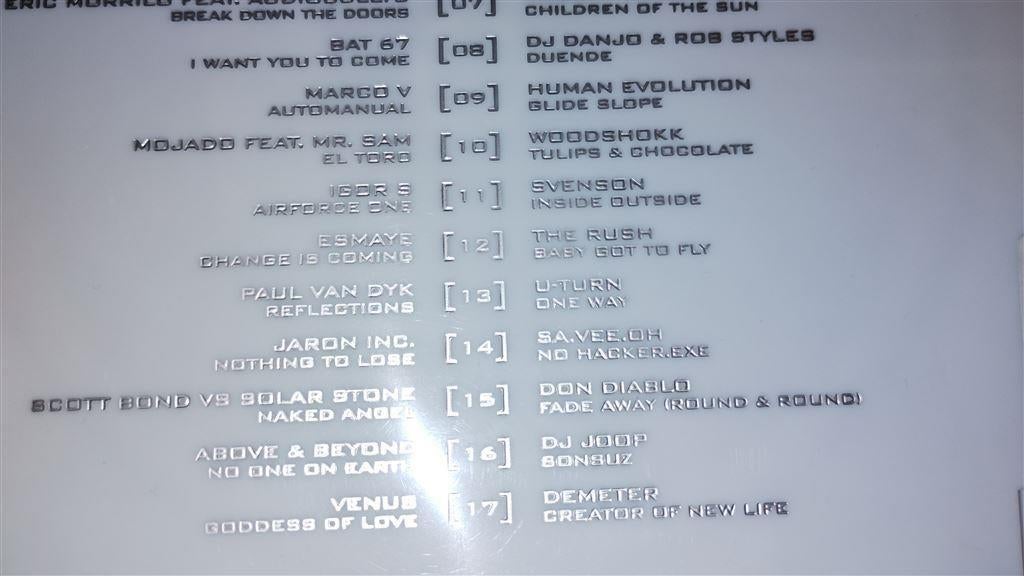 ERIC FEAT.
BREAK DOWN THE DOORS
[07]
CHILDREN OF THE SUN
BAT 67
I WANT YOU TO COME
[08]
DJ DANJO & ROB STYLES
DUENDE
MARCO V
AUTOMANUAL
[09]
HUMAN EVOLUTION
GLIDE SLOPE
MOJADO FEAT. MR. SAM
EL TORO
[10]
WOODSHOKK
TULIPS & CHOCOLATE
IGOR S
AIRFORCE ONE
[11]
SVENSON
INSIDE OUTSIDE
ESMAYE
CHANGE IS COMING
[12]
THE RUSH
BABY GOT TO FLY
PAUL VAN DYK
REFLECTIONS
[13]
U-TURN
ONE WAY
JARON INC.
NOTHING TO LOSE
[14]
SA.VEE.OH
NO HACKER.EXE
SCOTT BOND VS SOLAR STONE
NAKED ANGEL
[15]
DON DIABLO
FADE AWAY (ROUND & ROUND)
ABOVE & BEYOND
NO ONE ON EARTH
[16]
DJ JOOP
SONSUZ
VENUS
GODDESS OF LOVE
[17]
DEMETER
CREATOR OF NEW LIFE